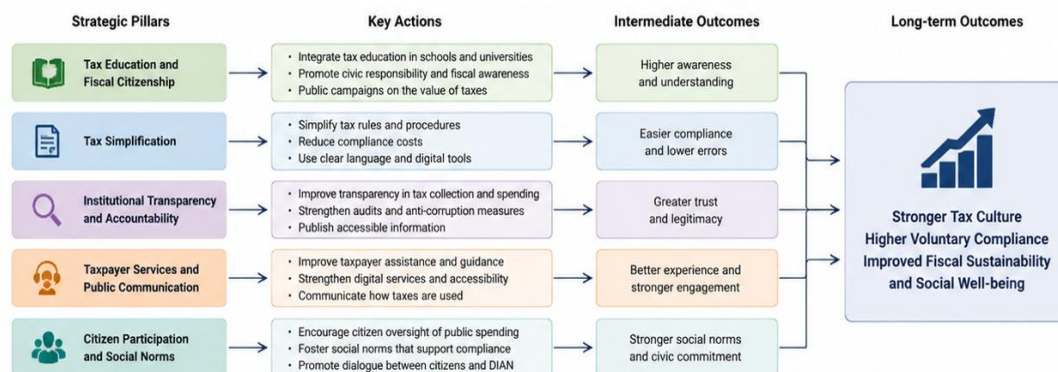 Strategic Pillars
Key Actions
Intermediate Outcomes
Long-term Outcomes
Tax Education and
Fiscal Citizenship
• Integrate tax education in schools and universities
• Promote civic responsibility and fiscal awareness
• Public campaigns on the value of taxes
Higher awareness
and understanding
Tax Simplification
• Simplify tax rules and procedures
• Reduce compliance costs
• Use clear language and digital tools
Easier compliance
and lower errors
Institutional Transparency
and Accountability
• Improve transparency in tax collection and spending
• Strengthen audits and anti-corruption measures
• Publish accessible information
Greater trust
and legitimacy
Taxpayer Services and
Public Communication
• Improve taxpayer assistance and guidance
• Strengthen digital services and accessibility
• Communicate how taxes are used
Better experience and
stronger engagement
Citizen Participation
and Social Norms
• Encourage citizen oversight of public spending
• Foster social norms that support compliance
• Promote dialogue between citizens and DIAN
Stronger social norms
and civic commitment
Stronger Tax Culture
Higher Voluntary Compliance
Improved Fiscal Sustainability
and Social Well-being